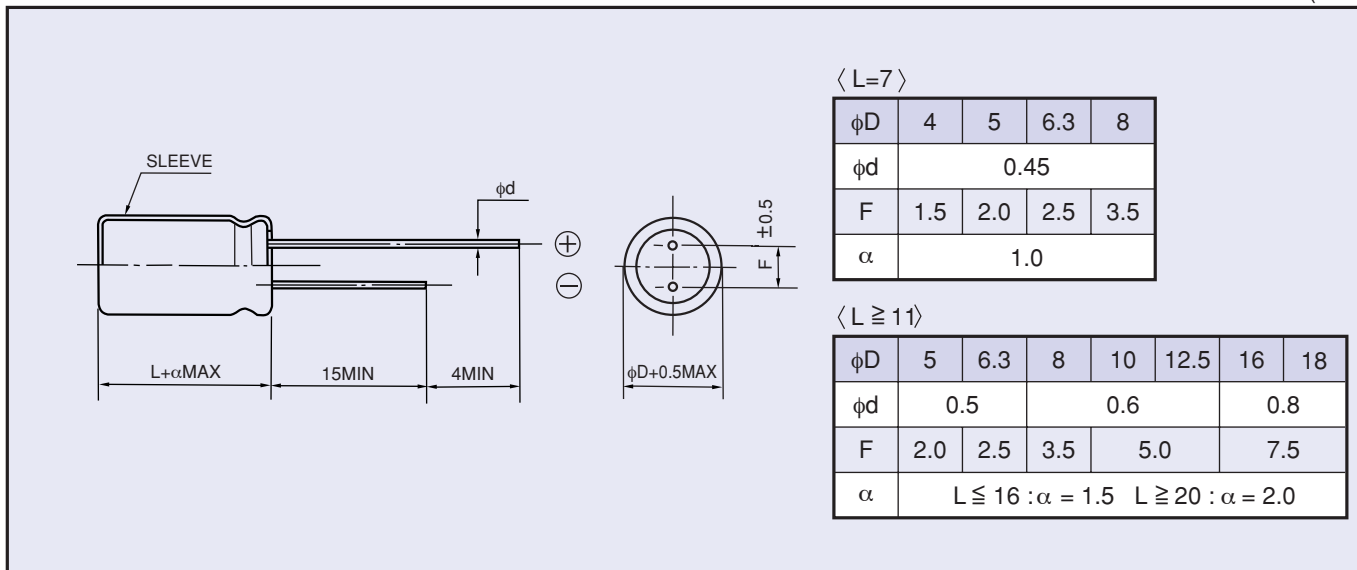 SLEEVE
φd
⊕
⊖
L+αMAX
15MIN
4MIN
F ±0.5
φD+0.5MAX
〈 L=7 〉
φD 4 5 6.3 8
φd 0.45
F 1.5 2.0 2.5 3.5
α 1.0
〈 L ≧ 11〉
φD 5 6.3 8 10 12.5 16 18
φd 0.5 0.6 0.8
F 2.0 2.5 3.5 5.0 7.5
α L ≦ 16 : α = 1.5 L ≧ 20 : α = 2.0